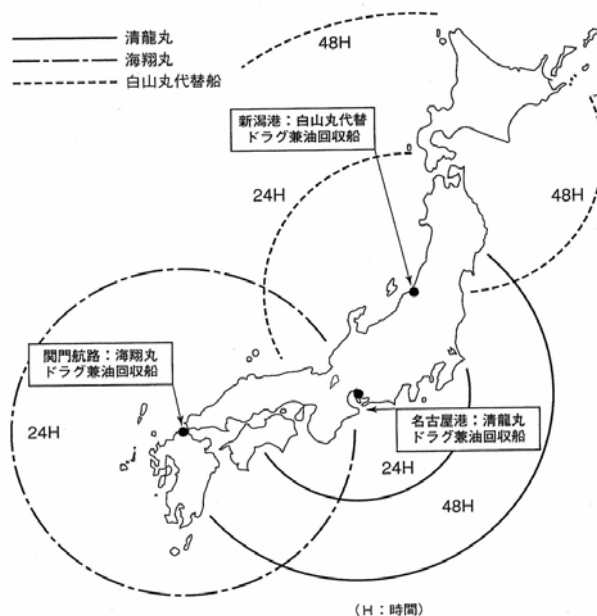 清龍丸
海翔丸
白山丸代替船
48H
新潟港：白山丸代替
ドラグ兼油回収船
24H
48H
関門航路：海翔丸
ドラグ兼油回収船
24H
名古屋港：清龍丸
ドラグ兼油回収船
24H
48H
（H：時間）